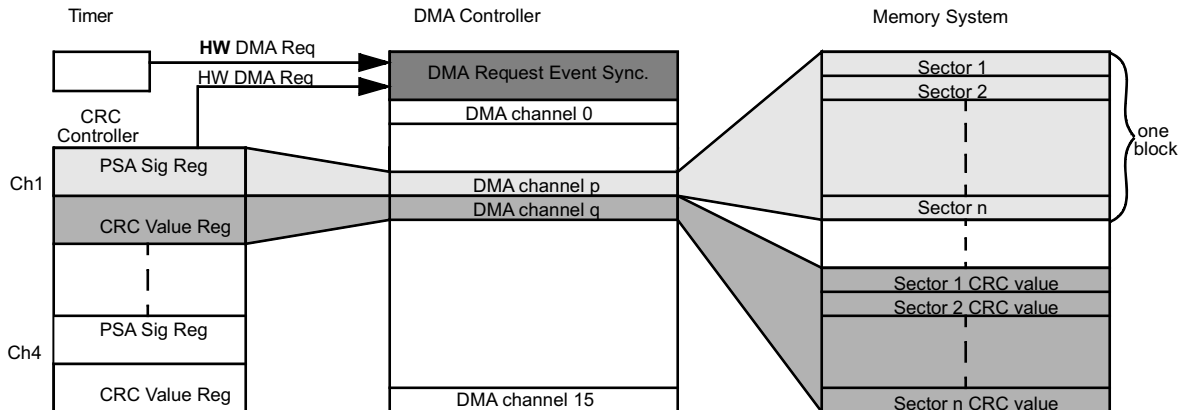 Timer
DMA Controller
Memory System
HW DMA Req
HW DMA Req
DMA Request Event Sync.
DMA channel 0
CRC
Controller
Ch1
PSA Sig Reg
CRC Value Reg
DMA channel p
DMA channel q
Ch4
PSA Sig Reg
CRC Value Reg
DMA channel 15
Sector 1
Sector 2
Sector n
one
block
Sector 1 CRC value
Sector 2 CRC value
Sector n CRC value